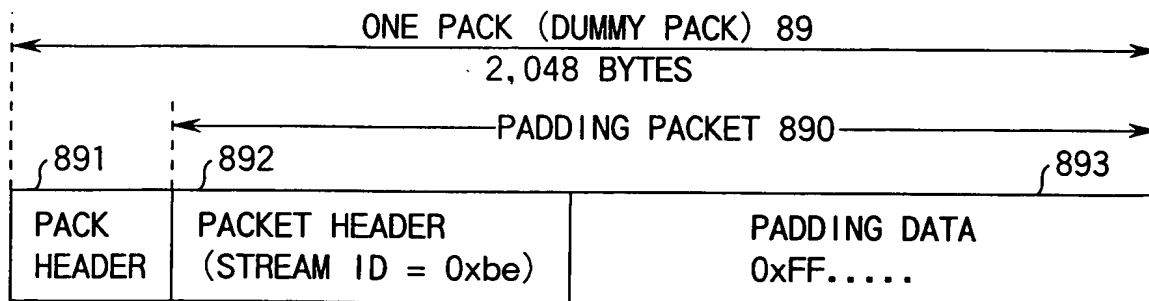 ONE PACK (DUMMY PACK) 89
2,048 BYTES
PADDING PACKET 890
891
892
893
PACK
HEADER
PACKET HEADER
(STREAM ID = 0xbe)
PADDING DATA
0xFF.....